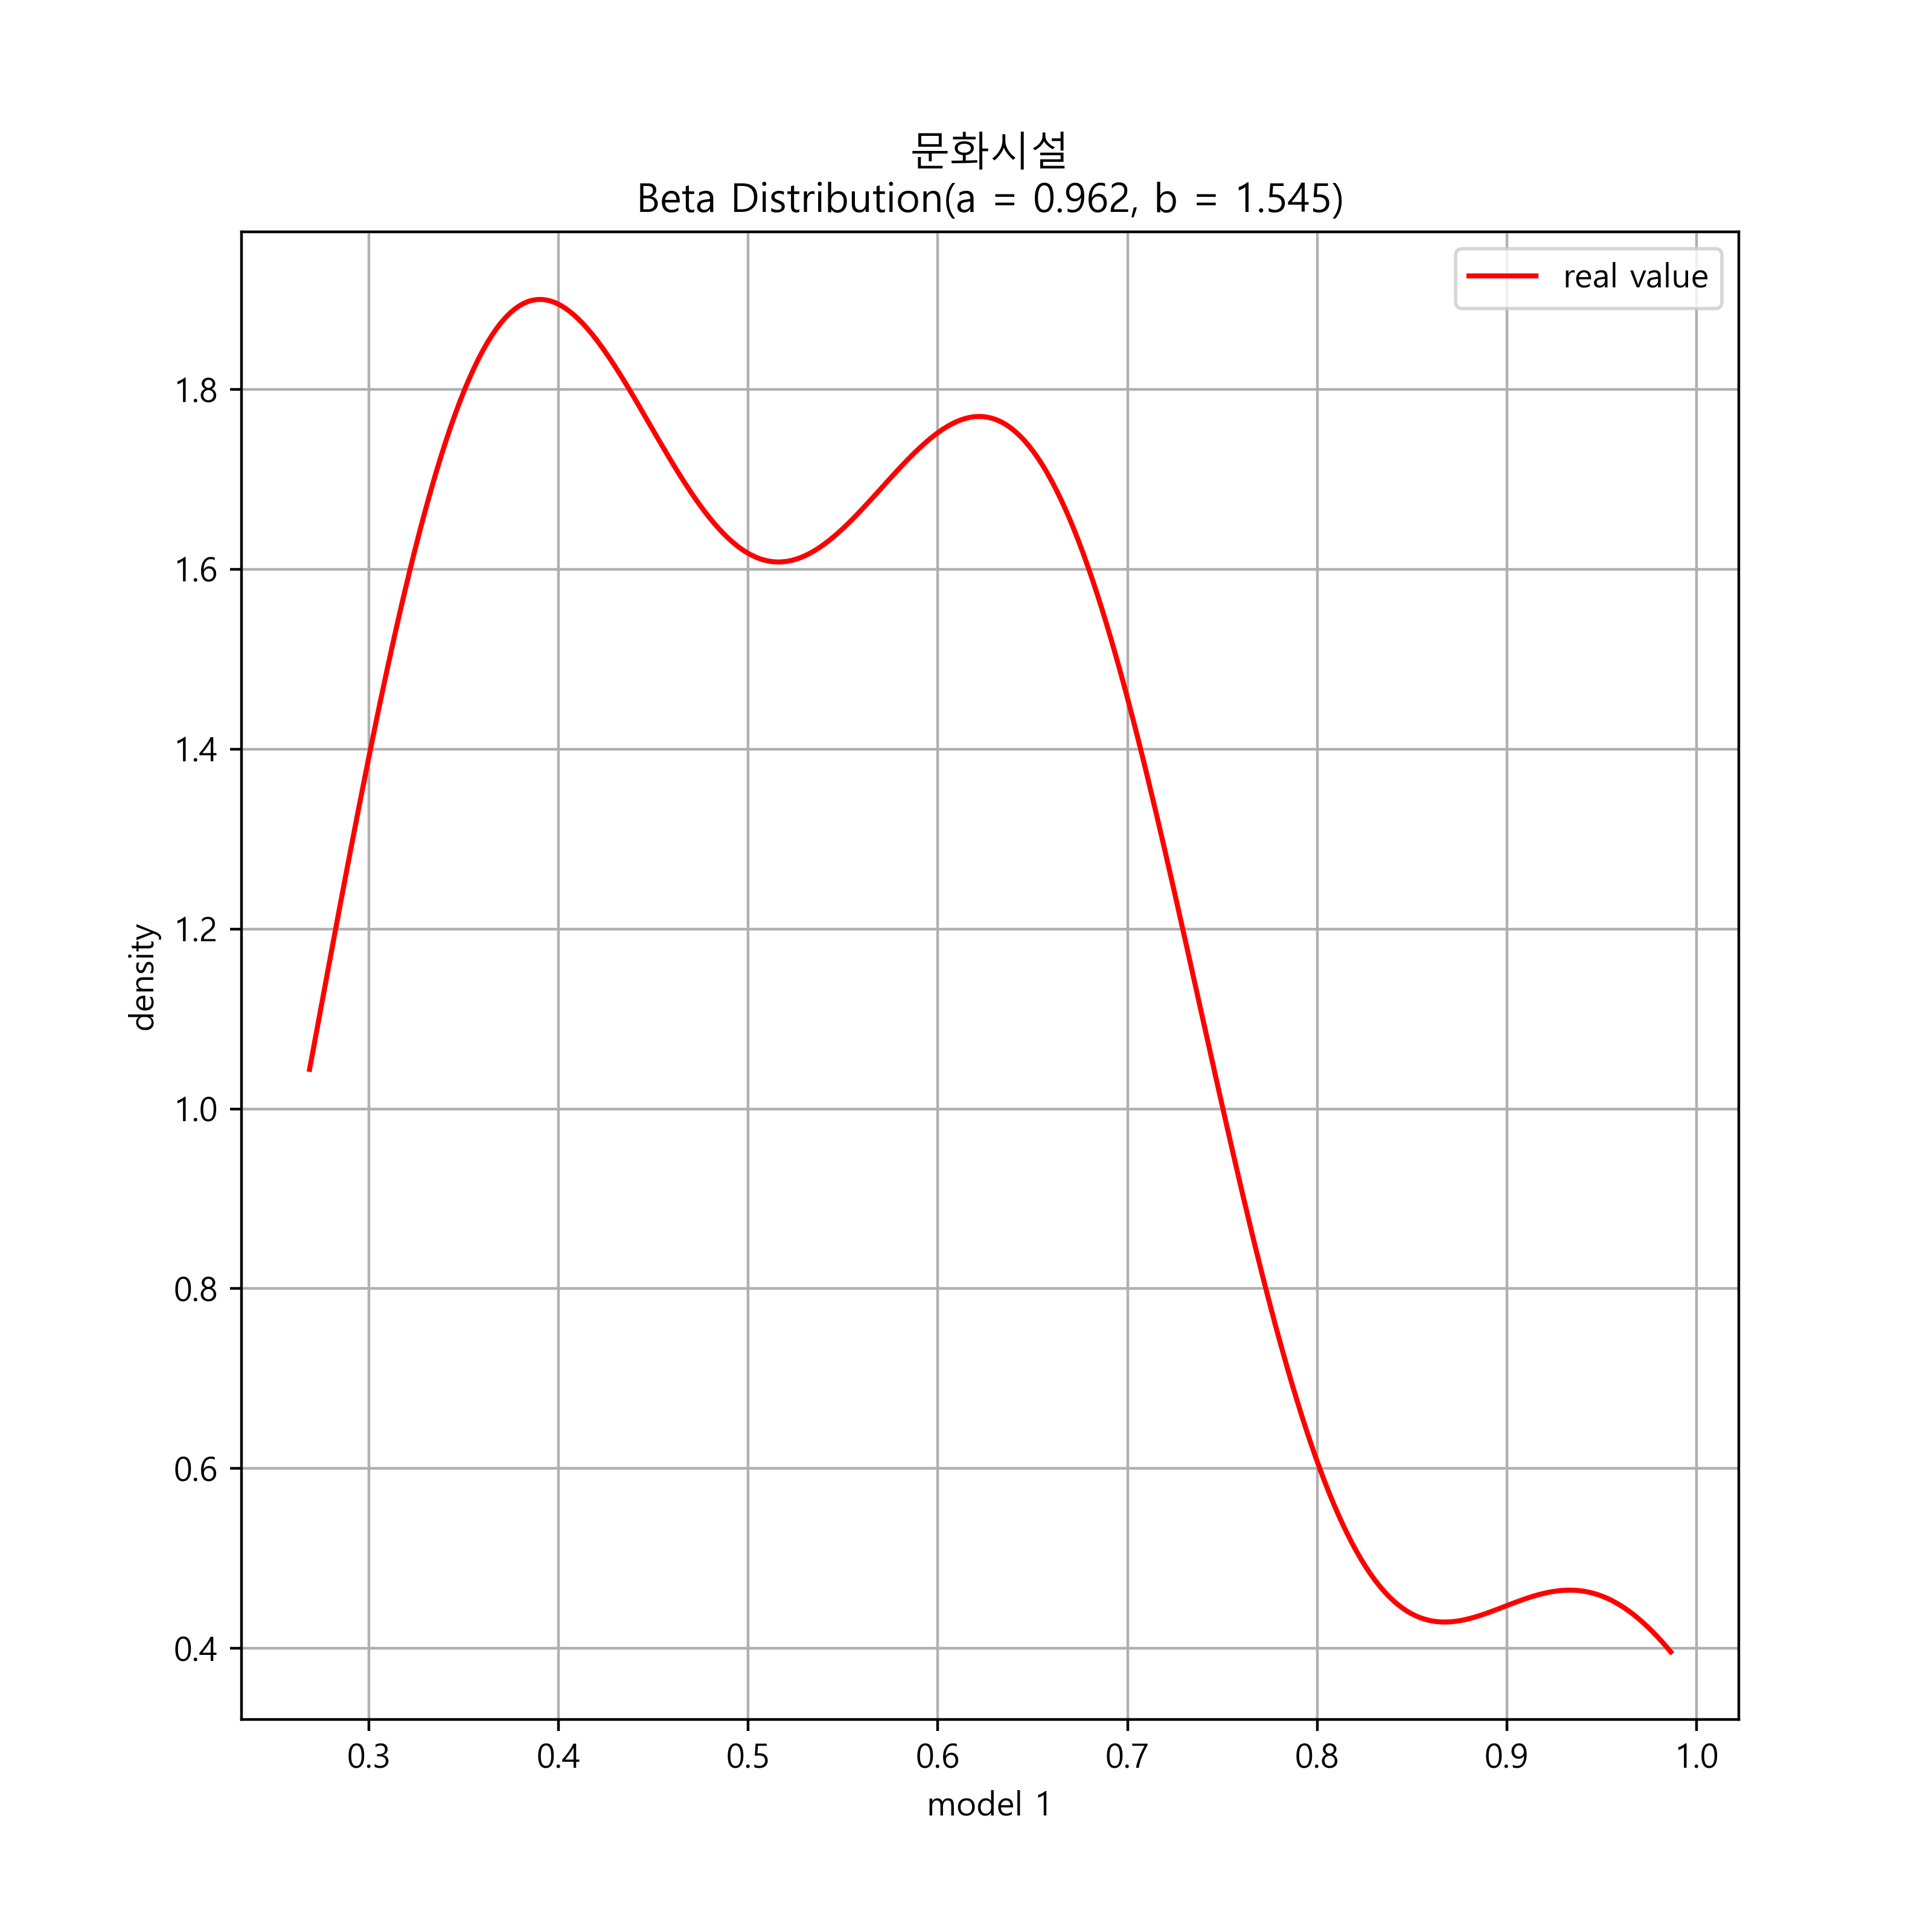 문화시설
Beta Distribution(a = 0.962, b = 1.545)
real value
density
1.8
1.6
1.4
1.2
1.0
0.8
0.6
0.4
0.3 0.4 0.5 0.6 0.7 0.8 0.9 1.0
model 1